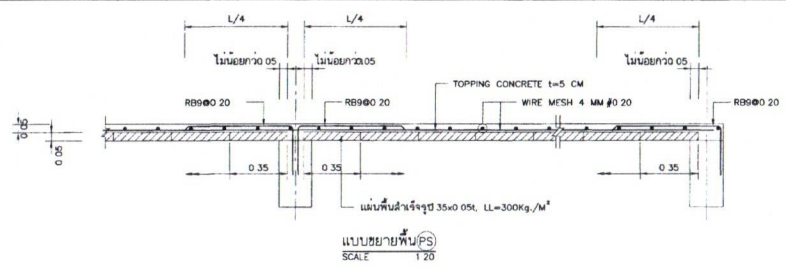 L/4 L/4 L/4
ไม่น้อยกว่า0.05 ไม่น้อยกว่า0.05 ไม่น้อยกว่า0.05
TOPPING CONCRETE t=5 CM
RB9@0.20 RB9@0.20 WIRE MESH 4 MM #0.20 RB9@0.20
0.05
0.05
0.35 0.35 0.35
แผ่นพื้นสำเร็จรูป 35x0.05t, LL=300Kg./M²
แบบขยายพื้น PS
SCALE 1:20